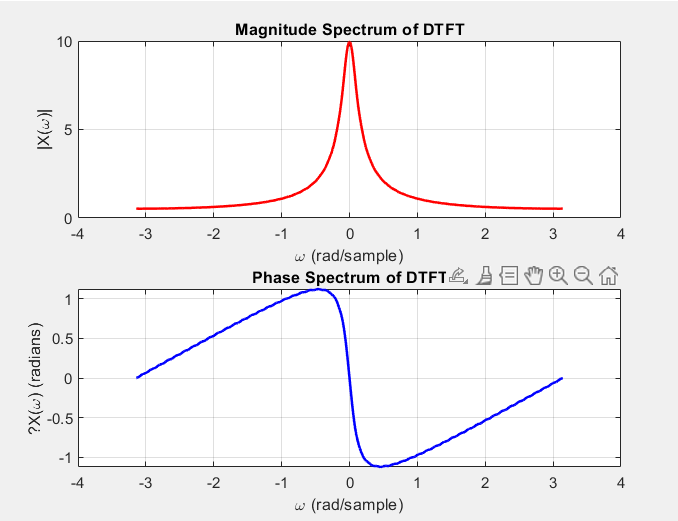 Magnitude Spectrum of DTFT
10
5
0
|X(ω)|
-4 -3 -2 -1 0 1 2 3 4
ω (rad/sample)
Phase Spectrum of DTFT
1
0.5
0
-0.5
-1
?X(ω) (radians)
-4 -3 -2 -1 0 1 2 3 4
ω (rad/sample)